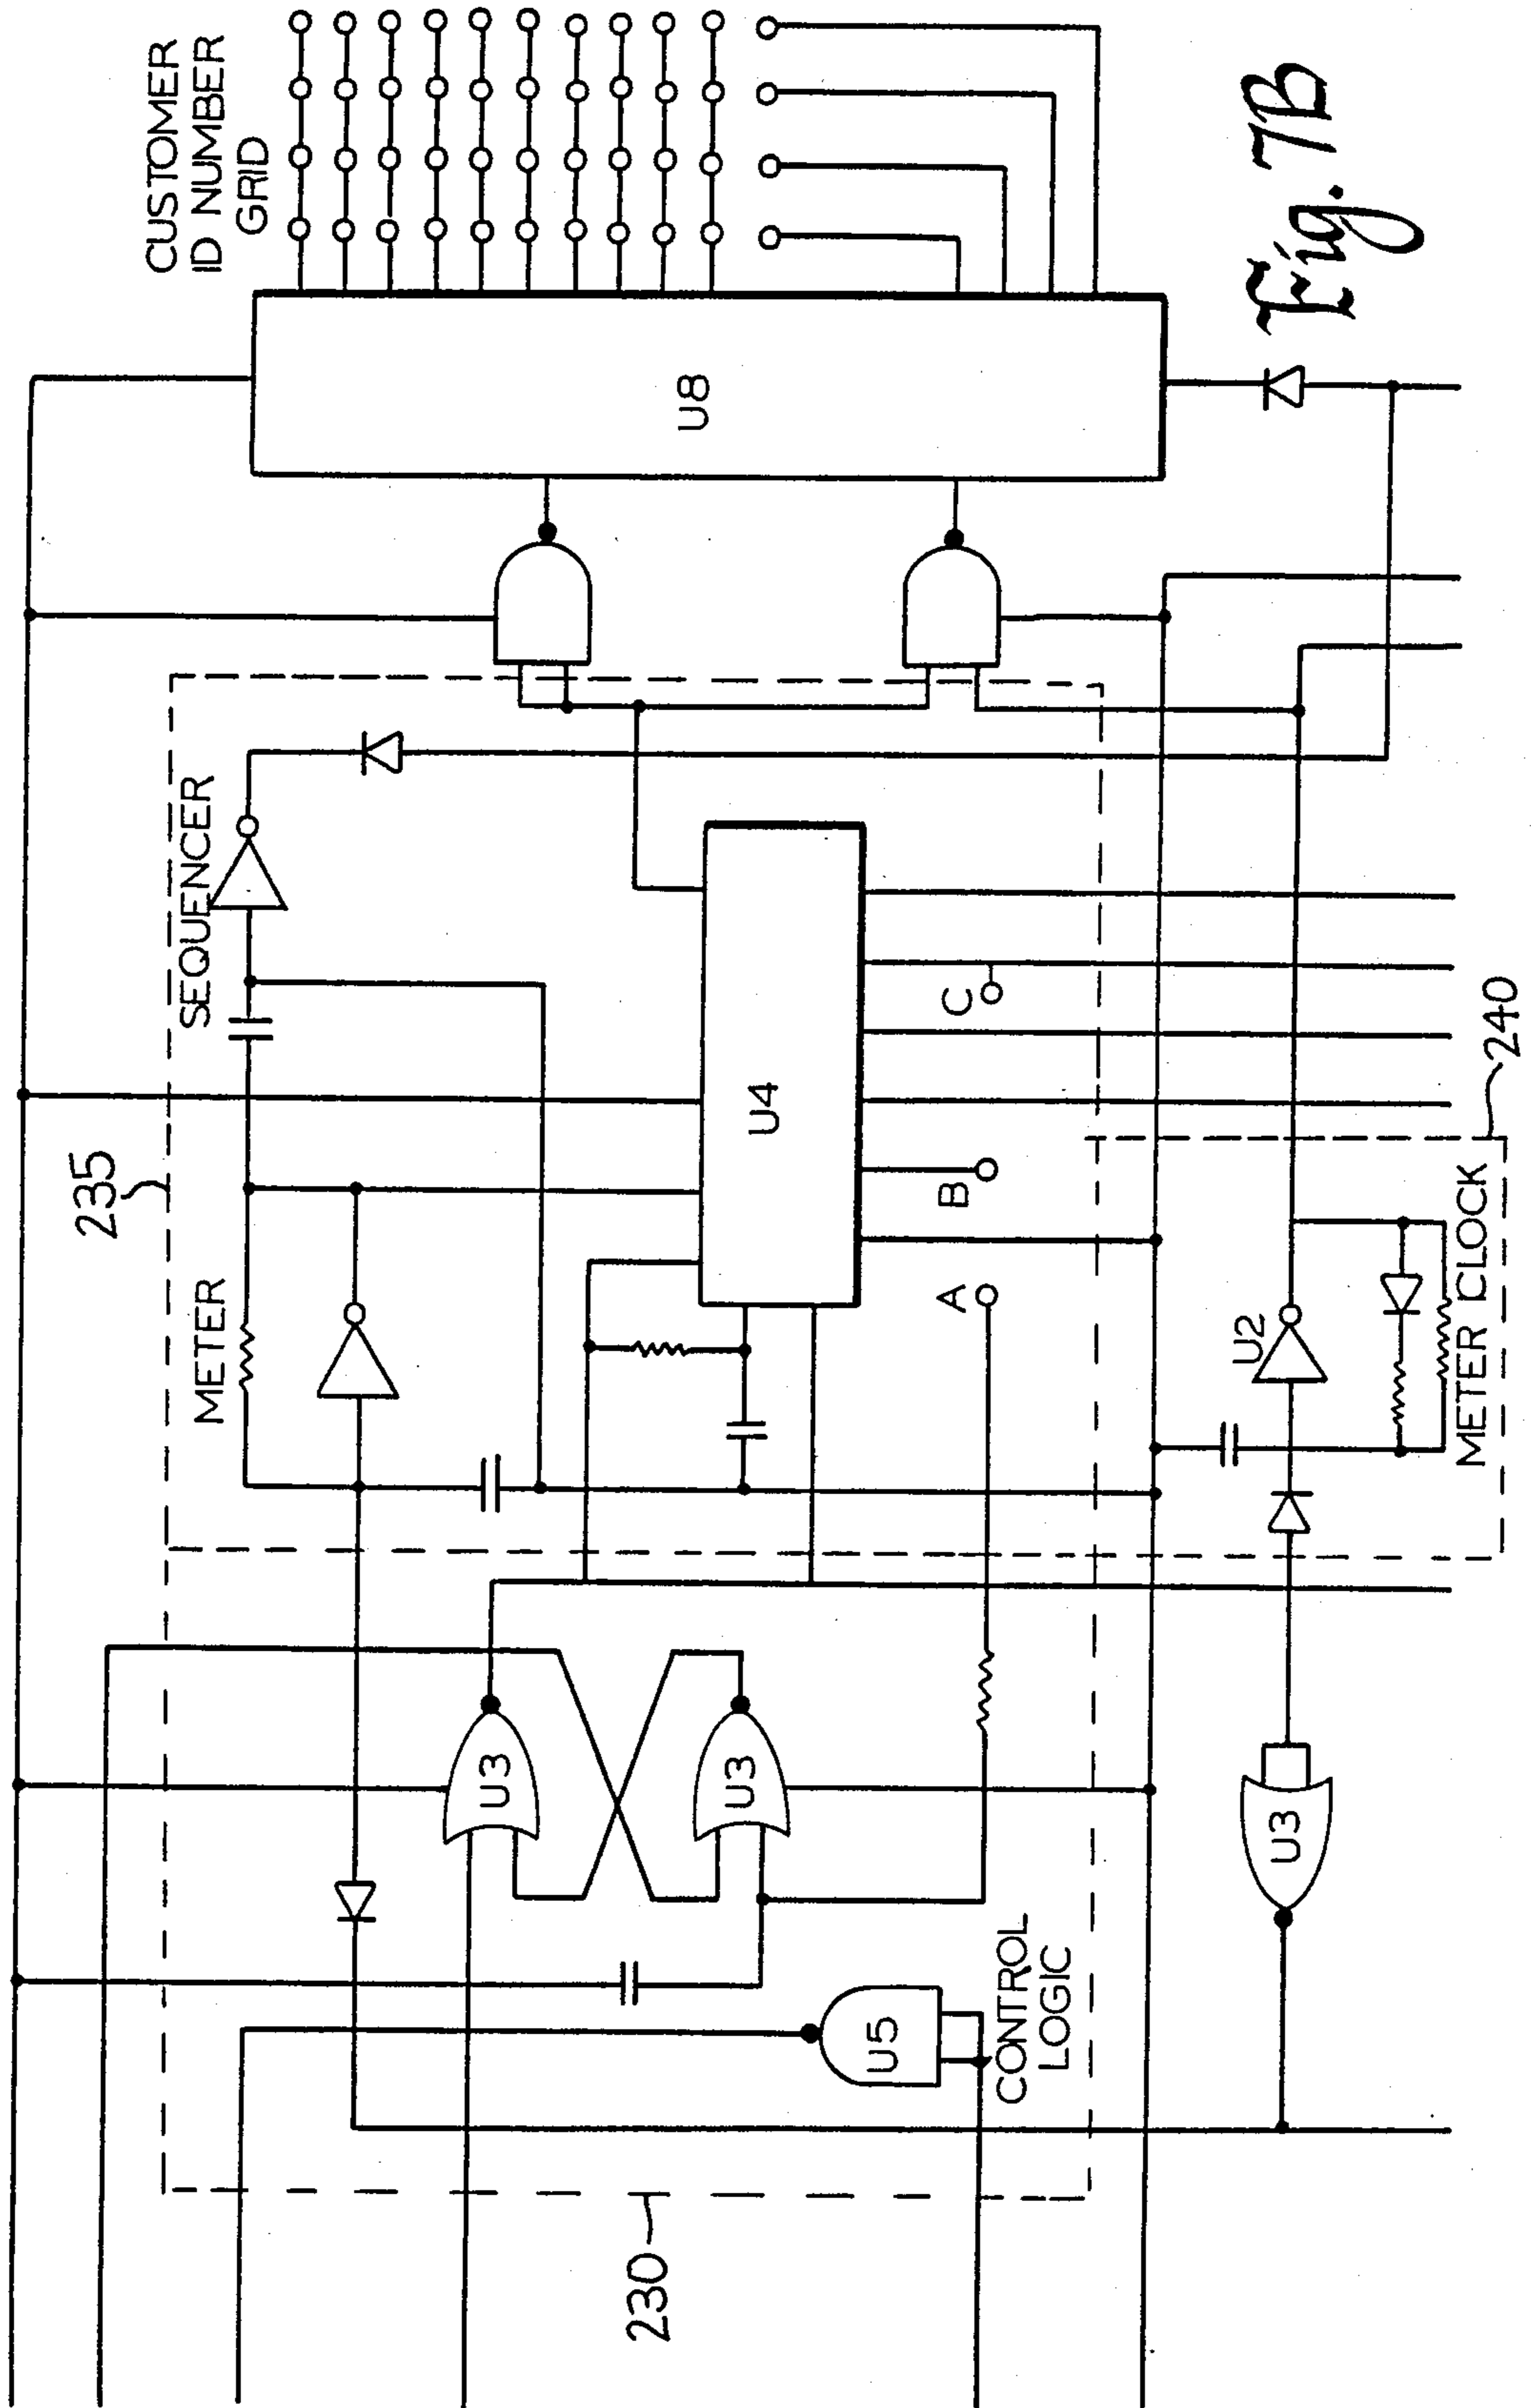 CUSTOMER
ID NUMBER
GRID
U8
Fig. 7B
235
METER
SEQUENCER
U4
A
B
C
240
U2
METER CLOCK
U3
U3
U3
U5
CONTROL
LOGIC
230